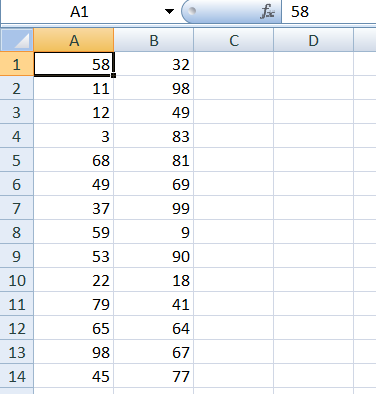 A1 fx 58
A B C D
1 58 32
2 11 98
3 12 49
4 3 83
5 68 81
6 49 69
7 37 99
8 59 9
9 53 90
10 22 18
11 79 41
12 65 64
13 98 67
14 45 77